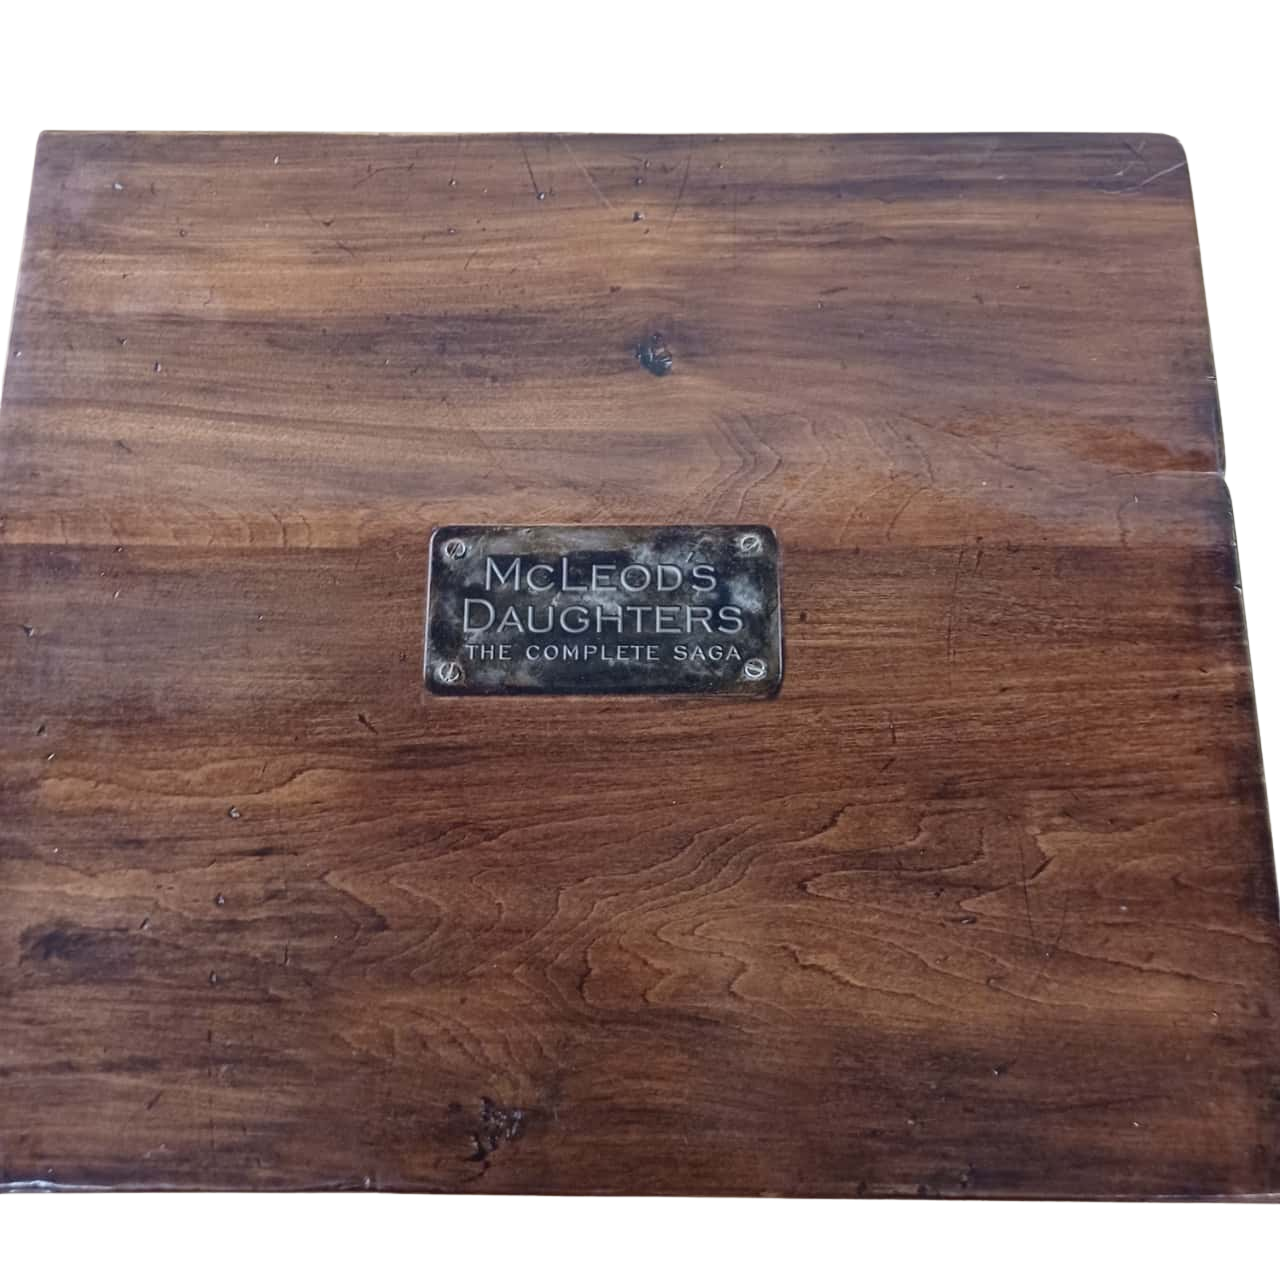 McLeod's
Daughters
THE COMPLETE SAGA